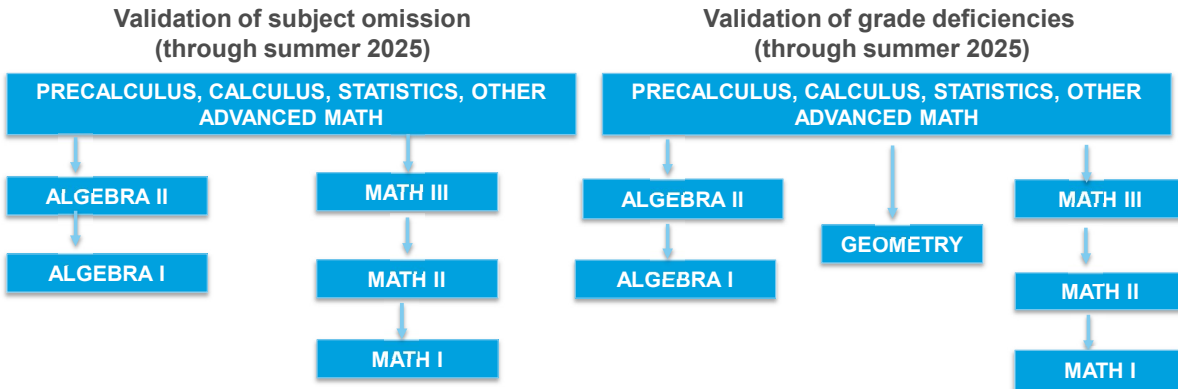 Validation of subject omission
(through summer 2025)
PRECALCULUS, CALCULUS, STATISTICS, OTHER
ADVANCED MATH
ALGEBRA II
MATH III
ALGEBRA I
MATH II
MATH I
Validation of grade deficiencies
(through summer 2025)
PRECALCULUS, CALCULUS, STATISTICS, OTHER
ADVANCED MATH
ALGEBRA II
MATH III
GEOMETRY
ALGEBRA I
MATH II
MATH I